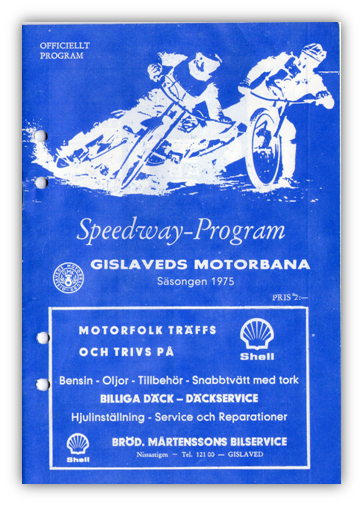 OFFICIELLT
PROGRAM
Speedway-Program
GISLAVEDS MOTORBANA
Säsongen 1975
PRIS 2:—
MOTORFOLK TRÄFFS
OCH TRIVS PÅ
Shell
Bensin - Oljor - Tillbehör - Snabbtvätt med tork
BILLIGA DÄCK – DÄCKSERVICE
Hjulinställning - Service och Reparationer
Shell
BRÖD. MÅRTENSSONS BILSERVICE
Nissastigen – Tel. 121 00 — GISLAVED